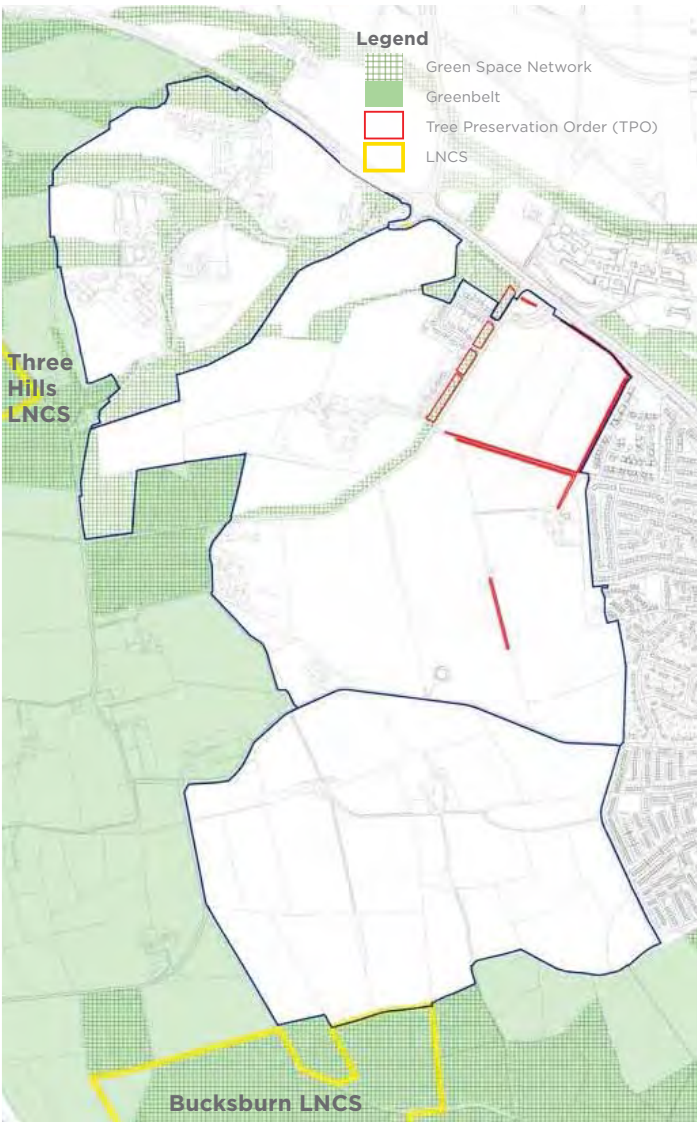 Legend
Green Space Network
Greenbelt
Tree Preservation Order (TPO)
LNCS
Three
Hills
LNCS
Bucksburn LNCS